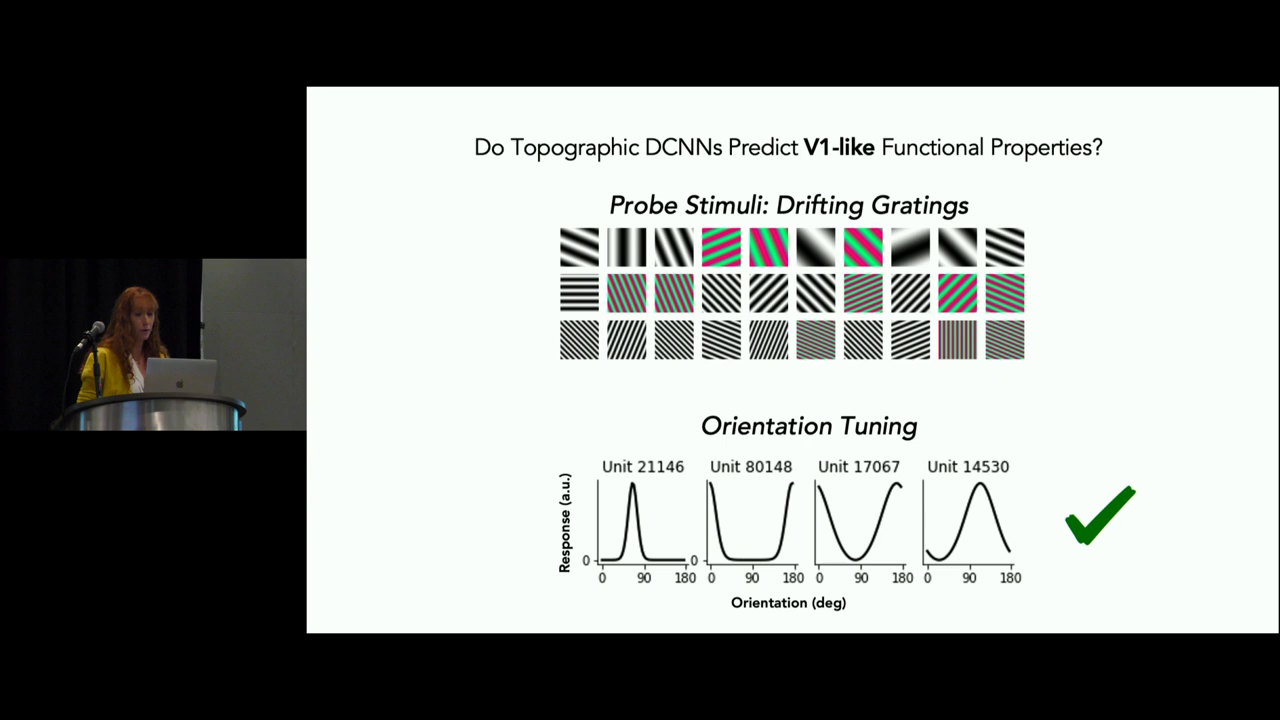 Do Topographic DCNNs Predict V1-like Functional Properties?
Probe Stimuli: Drifting Gratings
Orientation Tuning
Unit 21146 Unit 80148 Unit 17067 Unit 14530
Response (a.u.)
0 0
0 90 180 0 90 180 0 90 180 0 90 180
Orientation (deg)